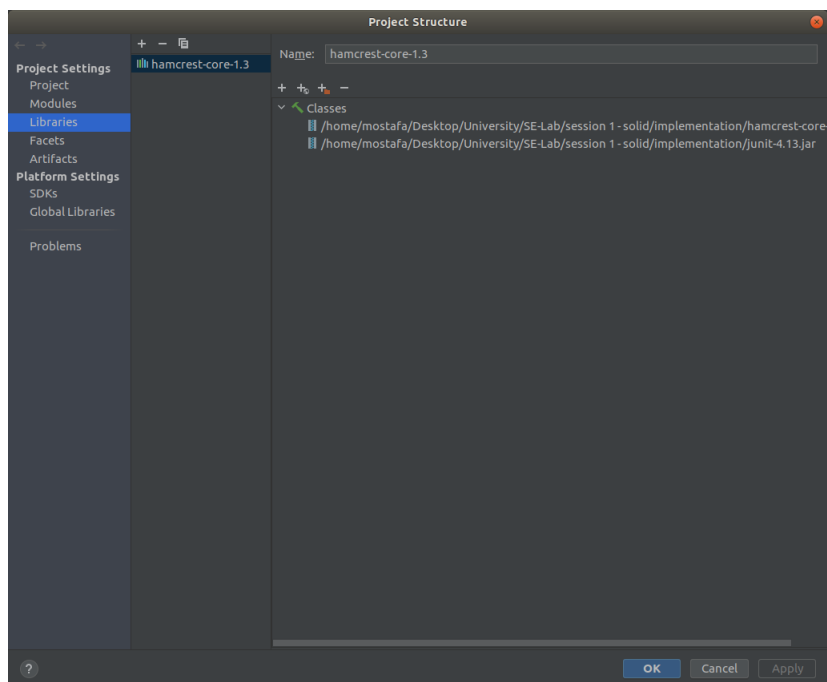 Project Structure
Project Settings
Project
Modules
Libraries
Facets
Artifacts
Platform Settings
SDKs
Global Libraries
Problems
hamcrest-core-1.3
Name: hamcrest-core-1.3
Classes
/home/mostafa/Desktop/University/SE-Lab/session 1 - solid/implementation/hamcrest-core-
/home/mostafa/Desktop/University/SE-Lab/session 1 - solid/implementation/junit-4.13.jar
?
OK Cancel Apply